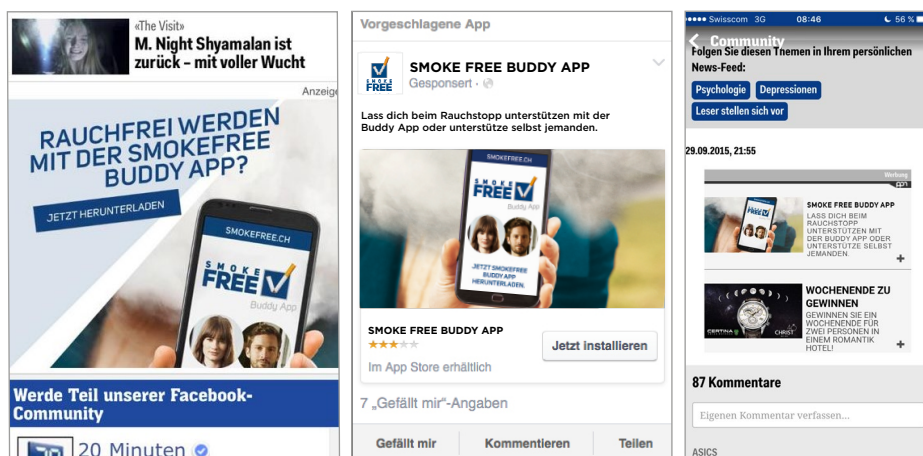 «The Visit»
M. Night Shyamalan ist
zurück – mit voller Wucht
Anzeige
RAUCHFREI WERDEN
MIT DER SMOKEFREE
BUDDY APP?
JETZT HERUNTERLADEN
SMOKEFREE.CH
SMOKE
FREE
Buddy App
Werde Teil unserer Facebook-
Community
20 Minuten
Vorgeschlagene App
SMOKE
FREE
SMOKE FREE BUDDY APP
Gesponsert ·
Lass dich beim Rauchstopp unterstützen mit der
Buddy App oder unterstütze selbst jemanden.
SMOKEFREE.CH
SMOKE
FREE
Buddy App
JETZT SMOKEFREE
BUDDY APP
HERUNTERLADEN.
SMOKE FREE BUDDY APP
Im App Store erhältlich
Jetzt installieren
7 „Gefällt mir"-Angaben
Gefällt mir
Kommentieren
Teilen
Swisscom 3G 08:46 56 %
Community
Folgen Sie diesen Themen in Ihrem persönlichen
News-Feed:
Psychologie
Depressionen
Leser stellen sich vor
29.09.2015, 21:55
Werbung
SMOKE FREE BUDDY APP
LASS DICH BEIM
RAUCHSTOPP
UNTERSTÜTZEN MIT
DER BUDDY APP ODER
UNTERSTÜTZE SELBST
JEMANDEN.
+
FREE
CERTINA
CHRIST
WOCHENENDE ZU
GEWINNEN
GEWINNEN SIE EIN
WOCHENENDE FÜR
ZWEI PERSONEN IN
EINEM ROMANTIK
HOTEL!
+
87 Kommentare
Eigenen Kommentar verfassen...
ASICS